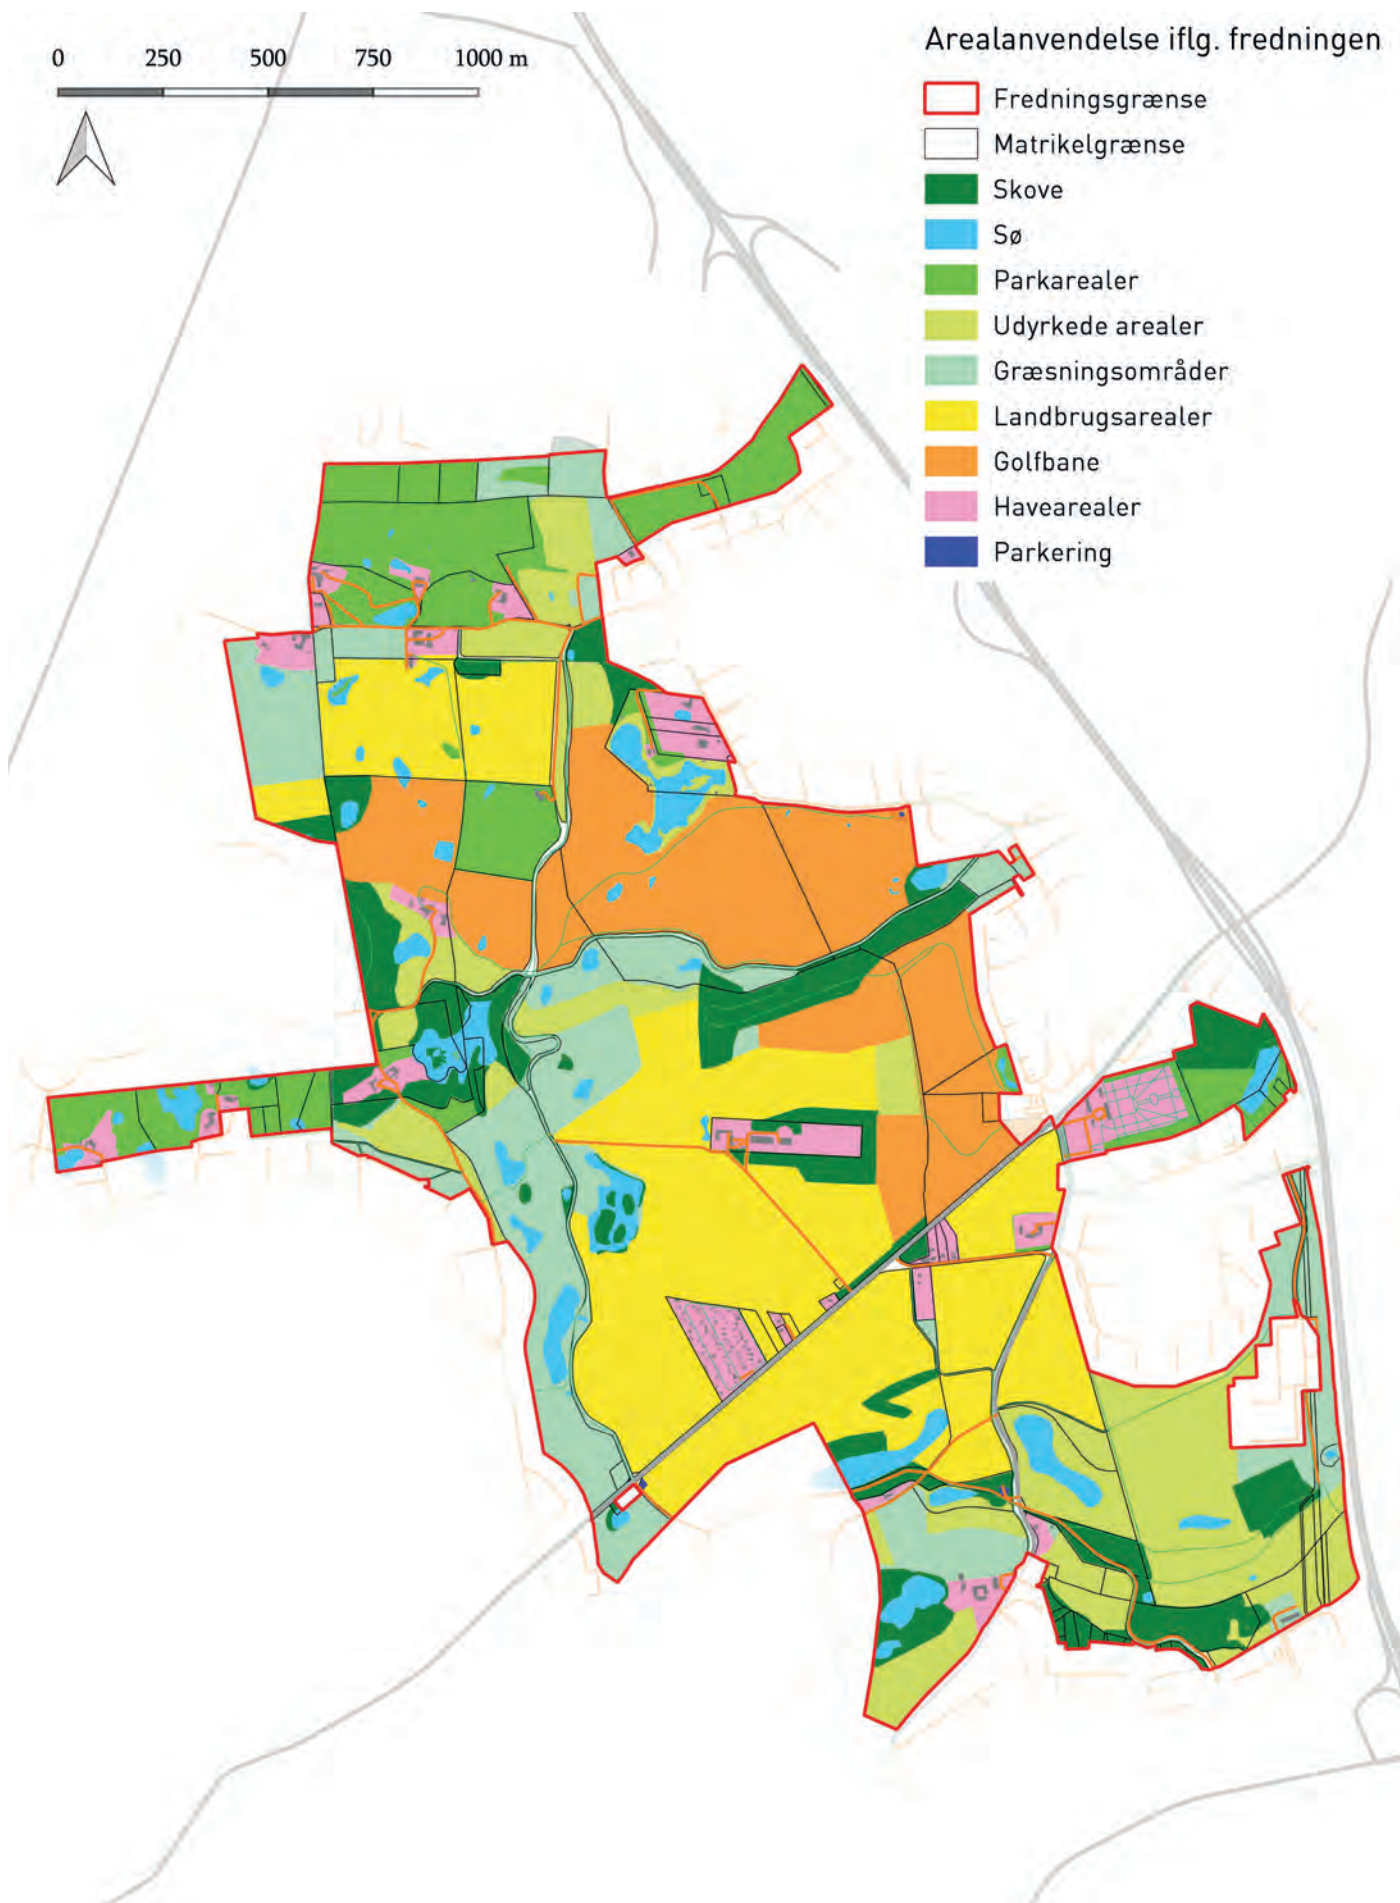 0 250 500 750 1000 m
Arealanvendelse iflg. fredningen
Fredningsgrænse
Matrikelgrænse
Skove
Sø
Parkarealer
Udyrkede arealer
Græsningsområder
Landbrugsarealer
Golfbane
Havearealer
Parkering